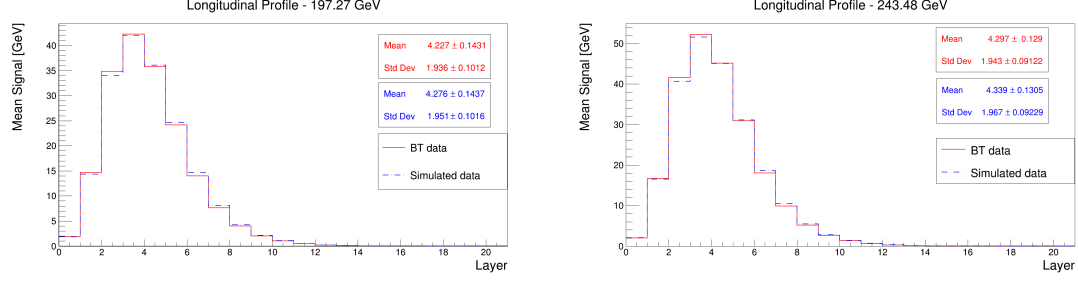 Longitudinal Profile - 197.27 GeV
Mean Signal [GeV]
40
35
30
25
20
15
10
5
0
0 2 4 6 8 10 12 14 16 18 20
Layer
Mean 4.227 ± 0.1431
Std Dev 1.936 ± 0.1012
Mean 4.276 ± 0.1437
Std Dev 1.951 ± 0.1016
BT data
Simulated data
Longitudinal Profile - 243.48 GeV
Mean Signal [GeV]
50
40
30
20
10
0
0 2 4 6 8 10 12 14 16 18 20
Layer
Mean 4.297 ± 0.129
Std Dev 1.943 ± 0.09122
Mean 4.339 ± 0.1305
Std Dev 1.967 ± 0.09229
BT data
Simulated data